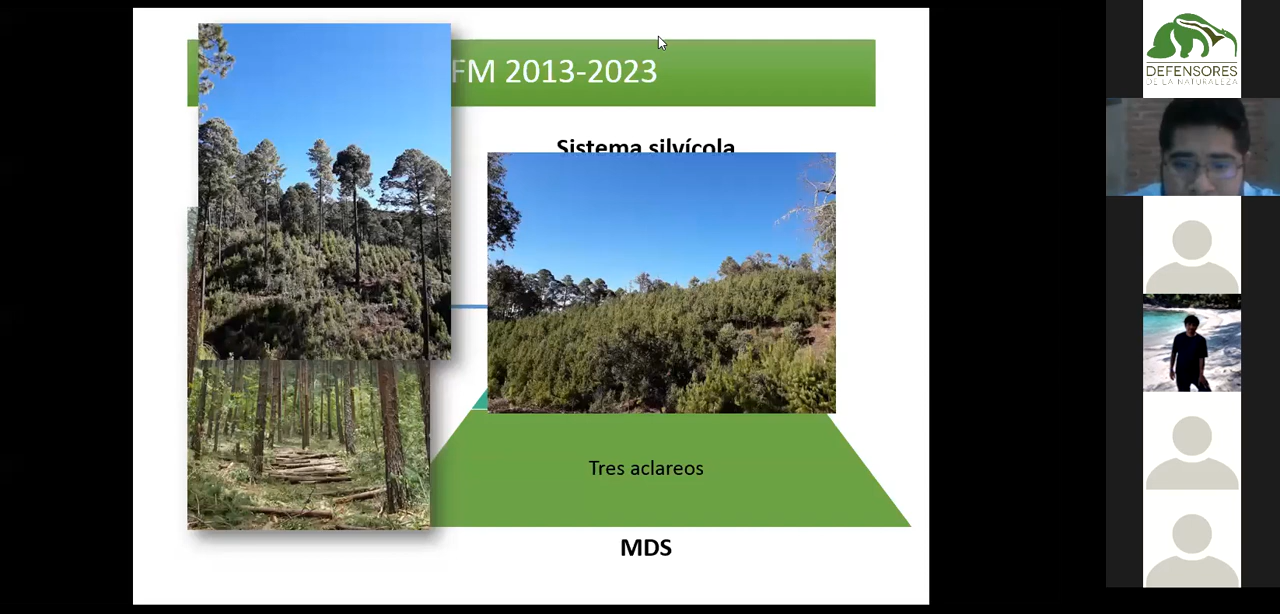 FM 2013-2023
Sistema silvícola
Tres aclareos
MDS
DEFENSORES
DE LA NATURALEZA